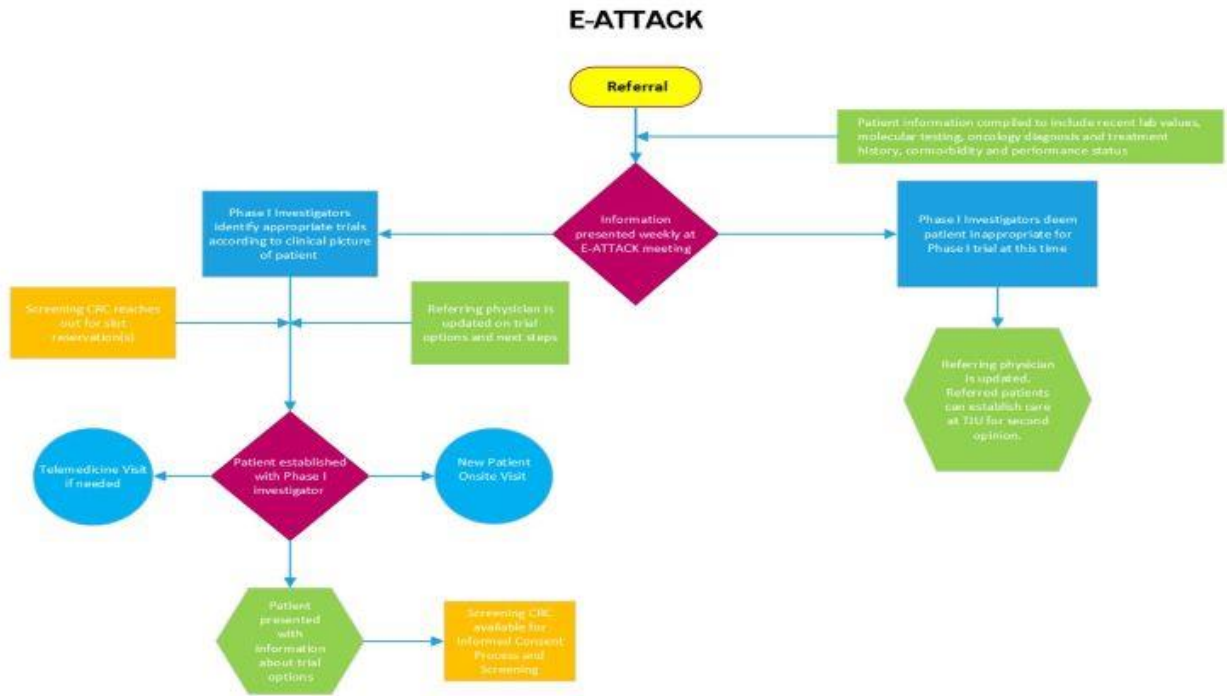 E-ATTACK
Referral
Patient information compiled to include recent lab values,
molecular testing, oncology diagnosis and treatment
history, cormorbidity and performance status
Phase I Investigators
identify appropriate trials
according to clinical picture
of patient
Information
presented weekly at
E-ATTACK meeting
Phase I Investigators deem
patient inappropriate for
Phase I trial at this time
Screening CRC reaches
out for slot
reservation(s)
Referring physician is
updated on trial
options and next steps
Referring physician
is updated.
Referred patients
can establish care
at TJU for second
opinion.
Telemedicine Visit
if needed
Patient established
with Phase I
investigator
New Patient
Onsite Visit
Patient
presented
with
information
about trial
options
Screening CRC
available for
Informed Consent
Process and
Screening